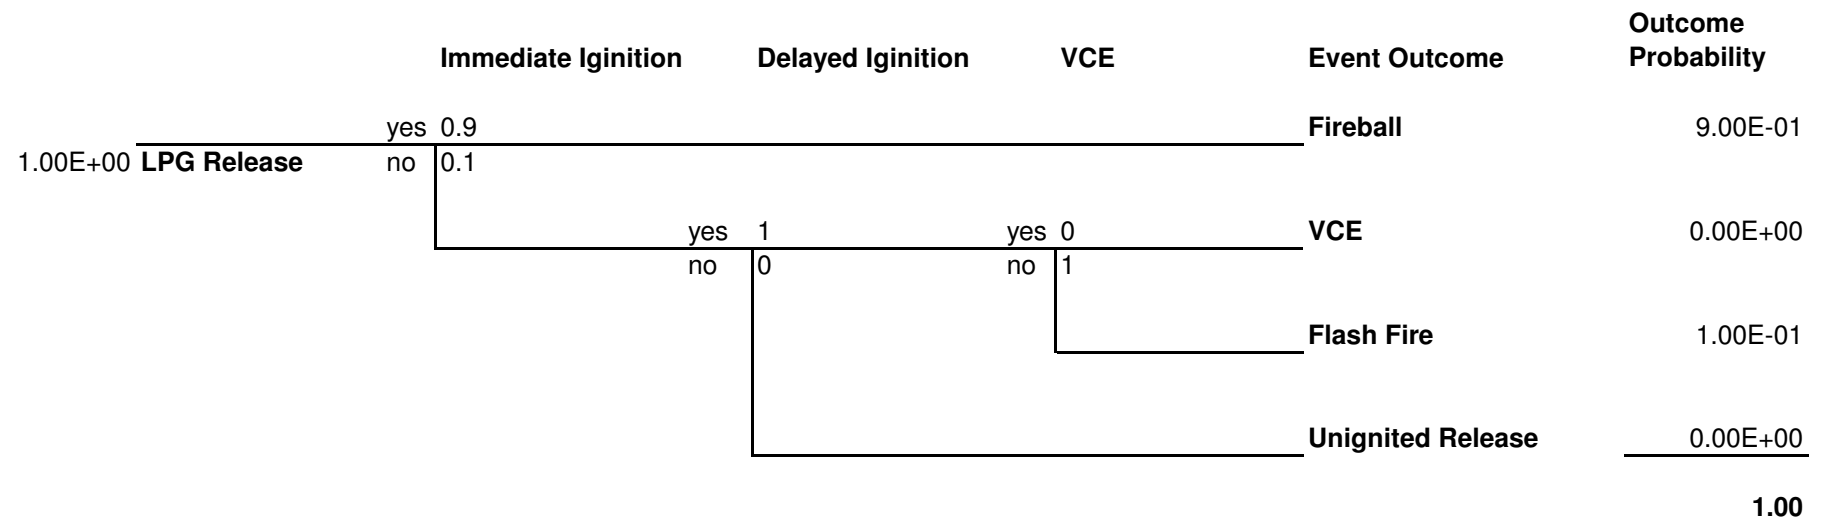 Outcome
Immediate Iginition Delayed Iginition VCE Event Outcome Probability
yes 0.9 Fireball 9.00E-01
1.00E+00 LPG Release no 0.1
yes 1 yes 0 VCE 0.00E+00
no 0 no 1
Flash Fire 1.00E-01
Unignited Release 0.00E+00
1.00